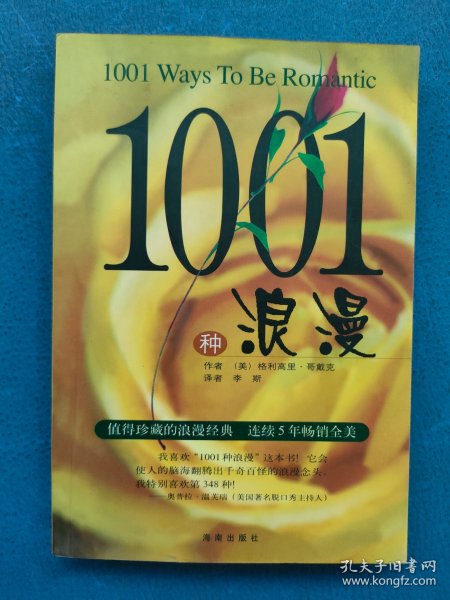 1001 Ways To Be Romantic
1001
种 浪漫
作者 (美) 格利高里·哥戴克
译者 李 斯
值得珍藏的浪漫经典 连续5年畅销全美
我喜欢“1001种浪漫”这本书!它会
使人的脑海翻腾出千奇百怪的浪漫念头,
我特别喜欢第348种!
——奥普拉·温芙瑞(美国著名脱口秀主持人)
海南出版社
孔夫子旧书网
www.kongfz.com